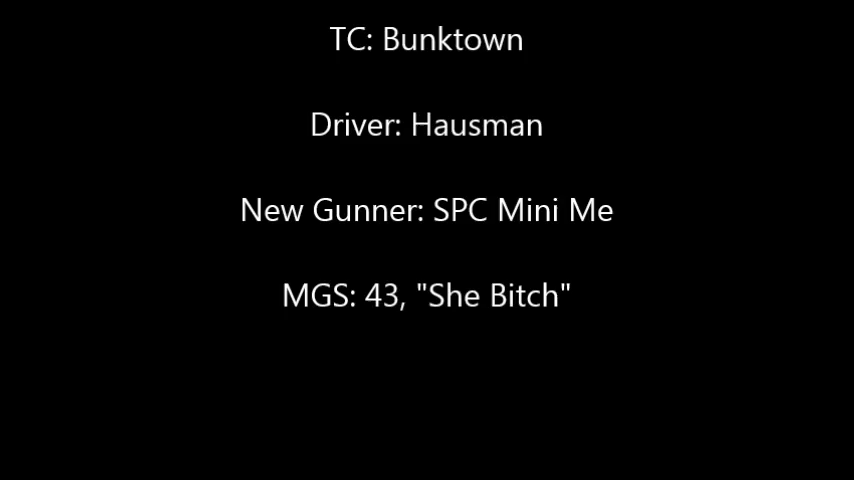 TC: Bunktown
Driver: Hausman
New Gunner: SPC Mini Me
MGS: 43, "She Bitch"